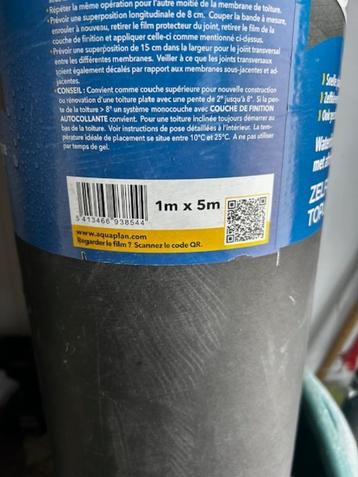 • Répéter la même opération pour l'autre moitié de la membrane de toiture.
Prévoir une superposition longitudinale de 8 cm. Couper la bande à mesure,
enrouler à nouveau, retirer le film protecteur du joint, retirer le film de la
couche de finition et appliquer celle-ci comme mentionné ci-dessus.
• Prévoir une superposition de 15 cm dans la largeur pour le joint transversal
entre les différentes membranes. Veiller à ce que les joints transversaux
soient également décalés par rapport aux membranes sous-jacentes et ad-
jacentes.
• CONSEIL: Convient comme couche supérieure pour nouvelle construction
ou rénovation d'une toiture plate avec une pente de 2° jusqu'à 8°. Si la pen-
te de la toiture > 8° un système monocouche avec COUCHE DE FINITION
AUTOCOLLANTE convient. Pour une toiture inclinée toujours démarrer au
bas de la toiture. Voir instructions de pose détaillées à l'intérieur. La tem-
pérature idéale de placement se situe entre 10°C et 25°C. A ne pas utiliser
par temps de gel.
5413466 938544
1m x 5m
www.aquaplan.com
Regarder le film ? Scannez le code QR.
Water
met
ZEL
TOP